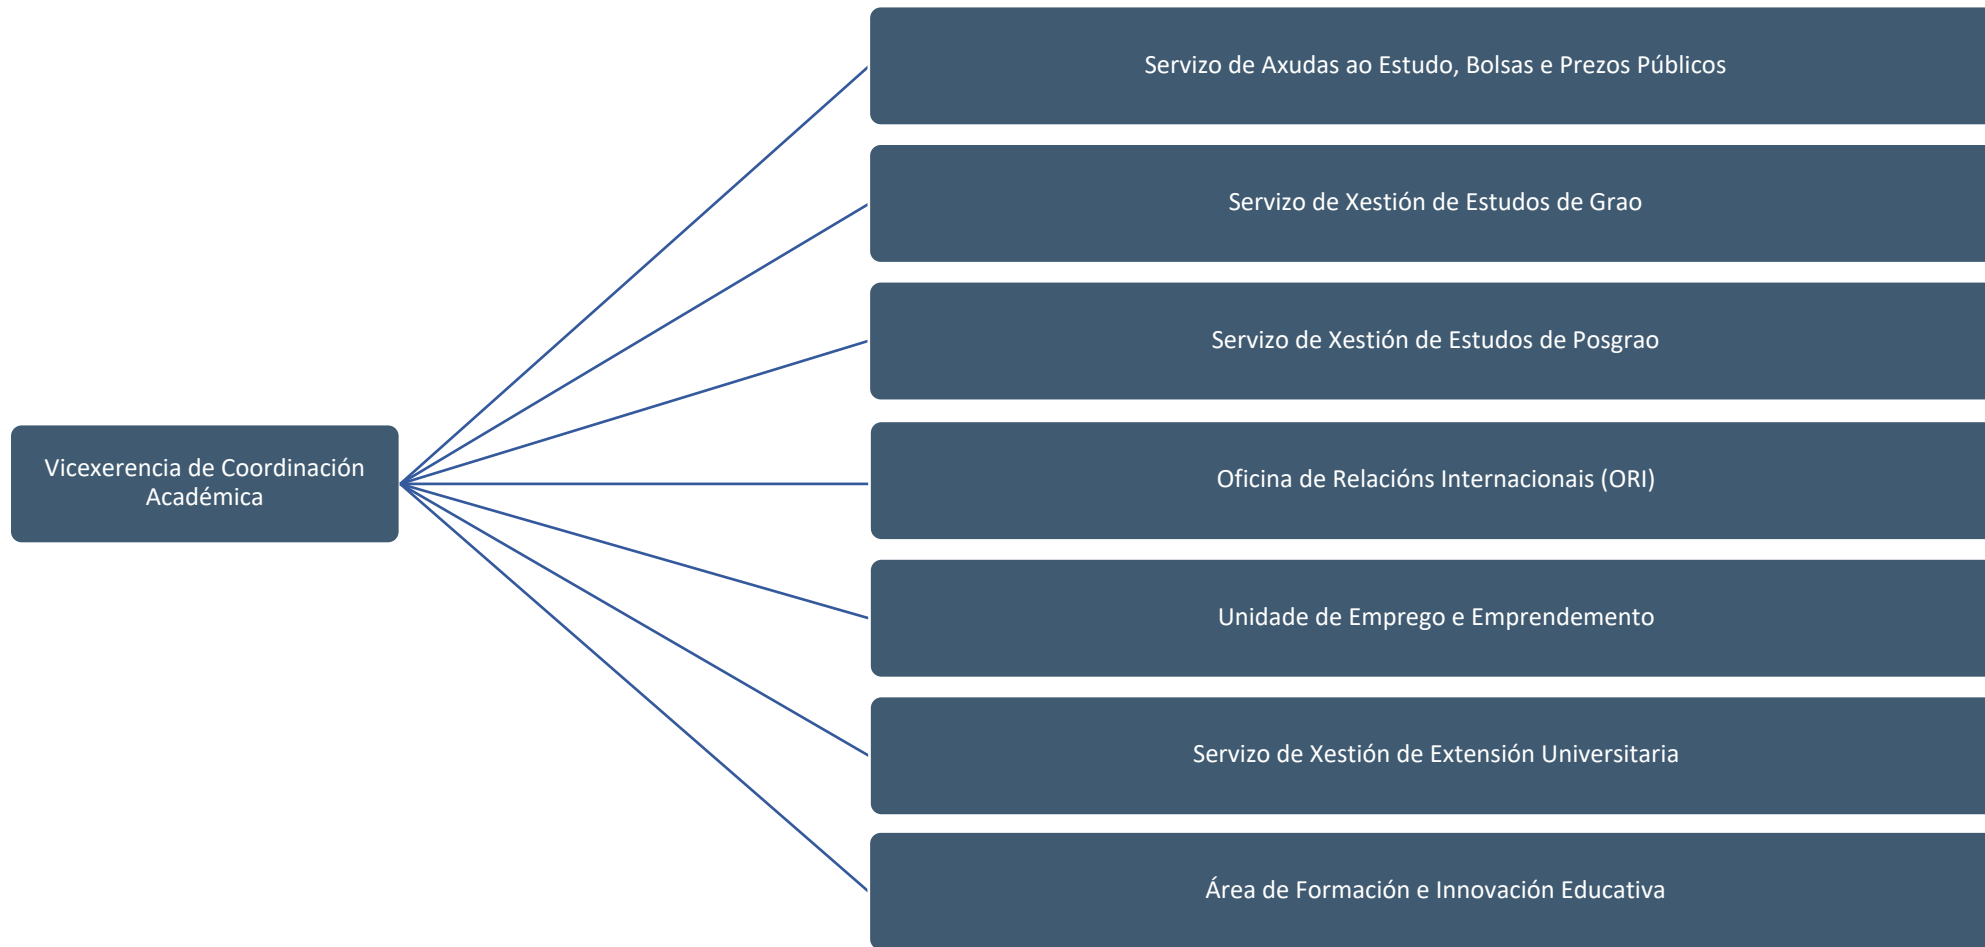 Servizo de Axudas ao Estudo, Bolsas e Prezos Públicos
Servizo de Xestión de Estudos de Grao
Servizo de Xestión de Estudos de Posgrao
Vicexerencia de Coordinación
Académica
Oficina de Relacións Internacionais (ORI)
Unidade de Emprego e Emprendemento
Servizo de Xestión de Extensión Universitaria
Área de Formación e Innovación Educativa